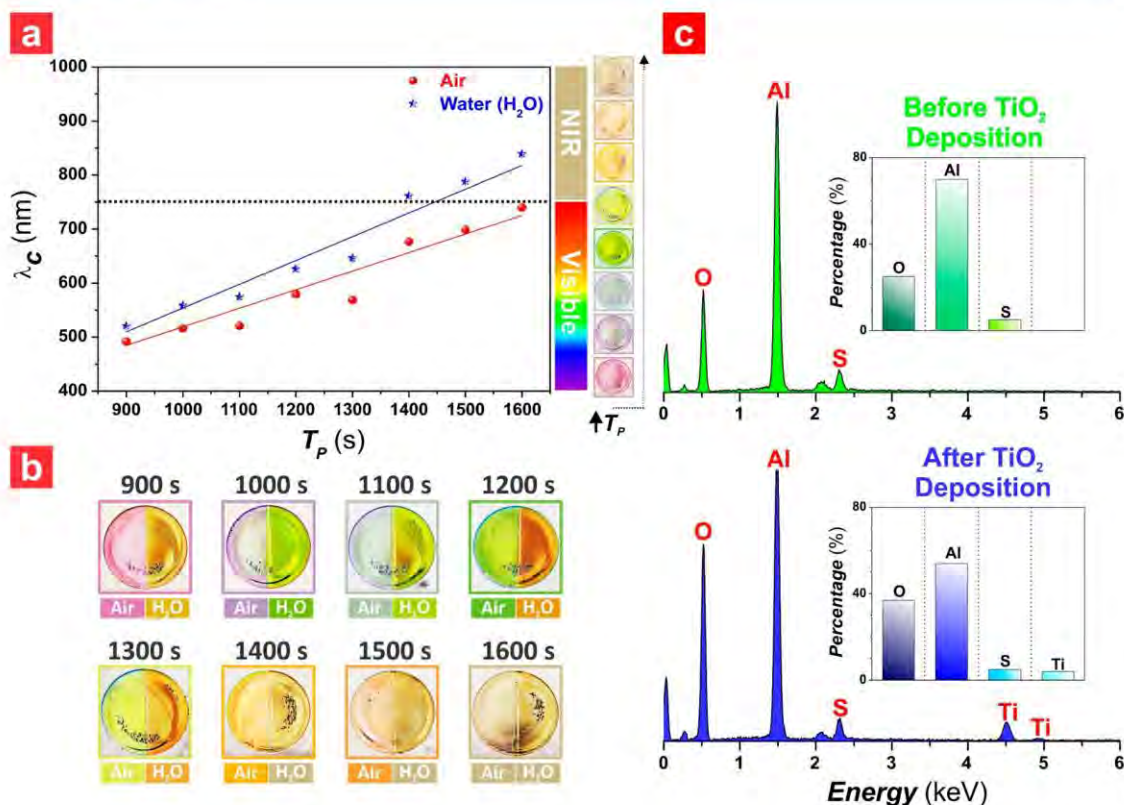 a
1000
900
800
700
600
500
400
λc (nm)
Air
Water (H₂O)
900 1000 1100 1200 1300 1400 1500 1600
TP (s)
NIR
Visible
TP
b
900 s 1000 s 1100 s 1200 s
Air H₂O Air H₂O Air H₂O Air H₂O
1300 s 1400 s 1500 s 1600 s
Air H₂O Air H₂O Air H₂O Air H₂O
c
Al
O
S
Before TiO₂
Deposition
80
40
0
Percentage (%)
O
Al
S
0 1 2 3 4 5 6
Al
O
S
Ti
Ti
After TiO₂
Deposition
80
40
0
Percentage (%)
O
Al
S
Ti
0 1 2 3 4 5 6
Energy (keV)